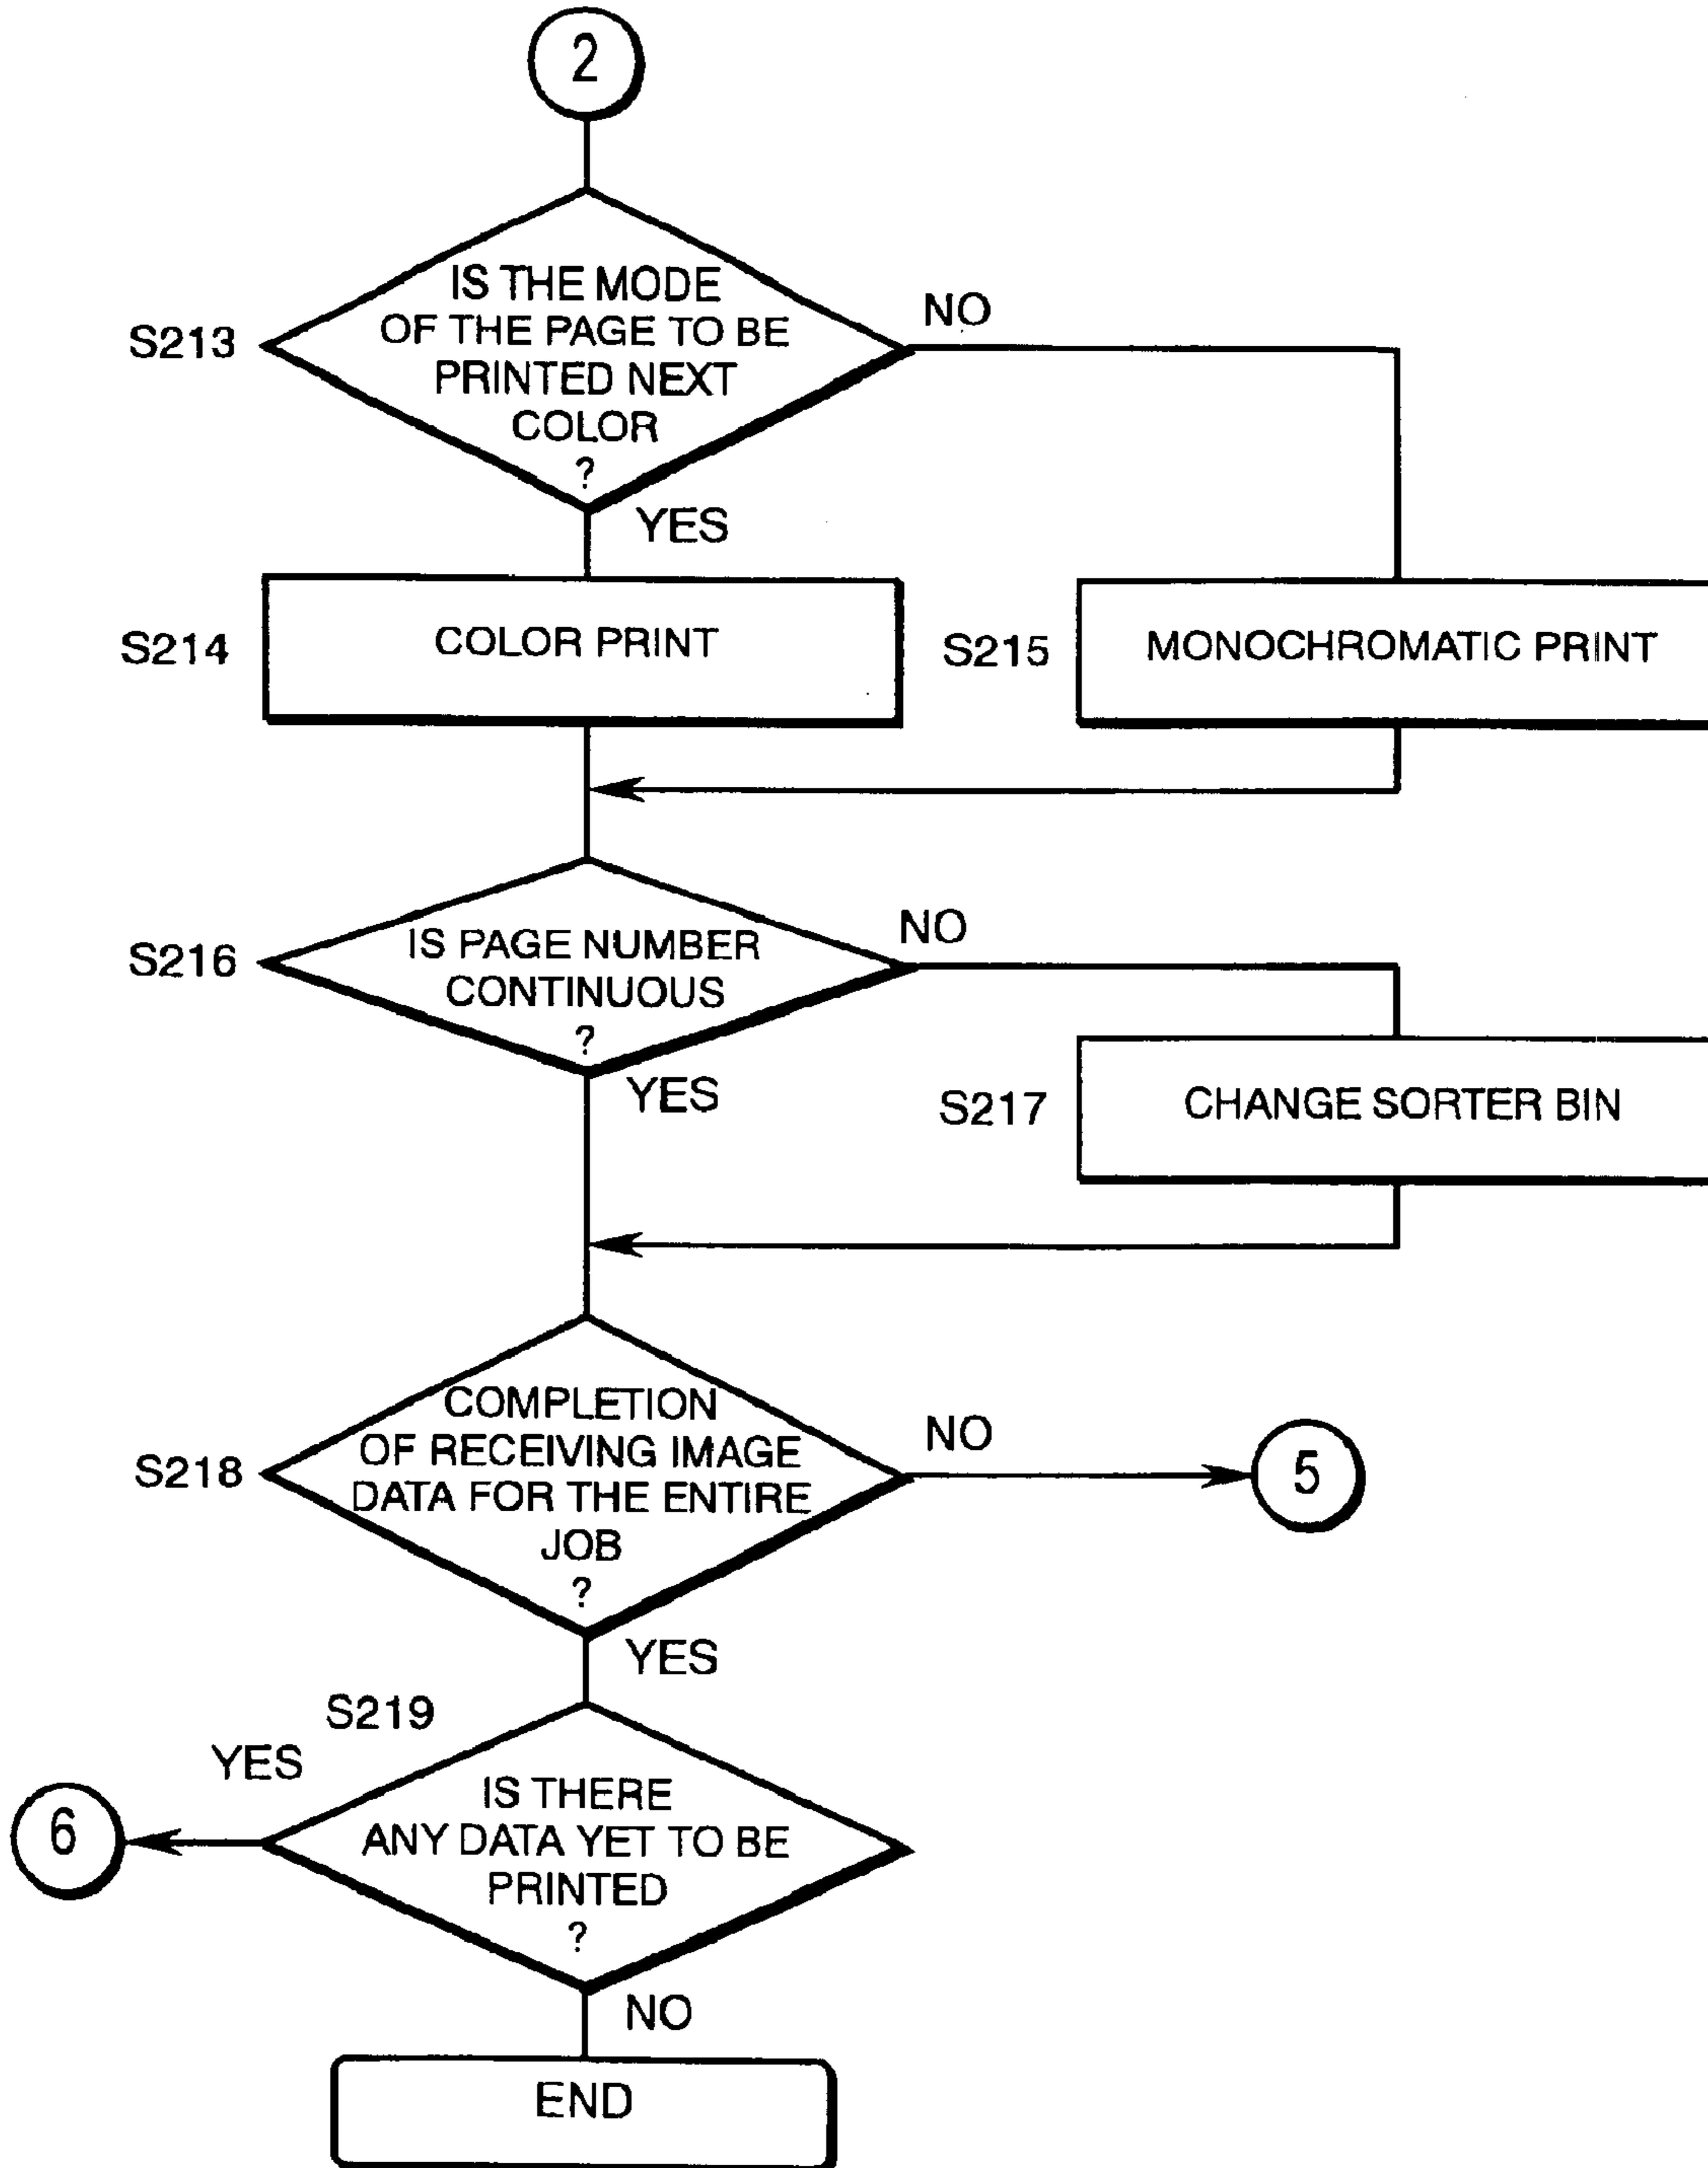 2
IS THE MODE
OF THE PAGE TO BE
PRINTED NEXT
COLOR
?
S213
NO
YES
S214
COLOR PRINT
S215
MONOCHROMATIC PRINT
S216
IS PAGE NUMBER
CONTINUOUS
?
NO
YES
S217
CHANGE SORTER BIN
S218
COMPLETION
OF RECEIVING IMAGE
DATA FOR THE ENTIRE
JOB
?
NO
5
YES
S219
YES
6
IS THERE
ANY DATA YET TO BE
PRINTED
?
NO
END